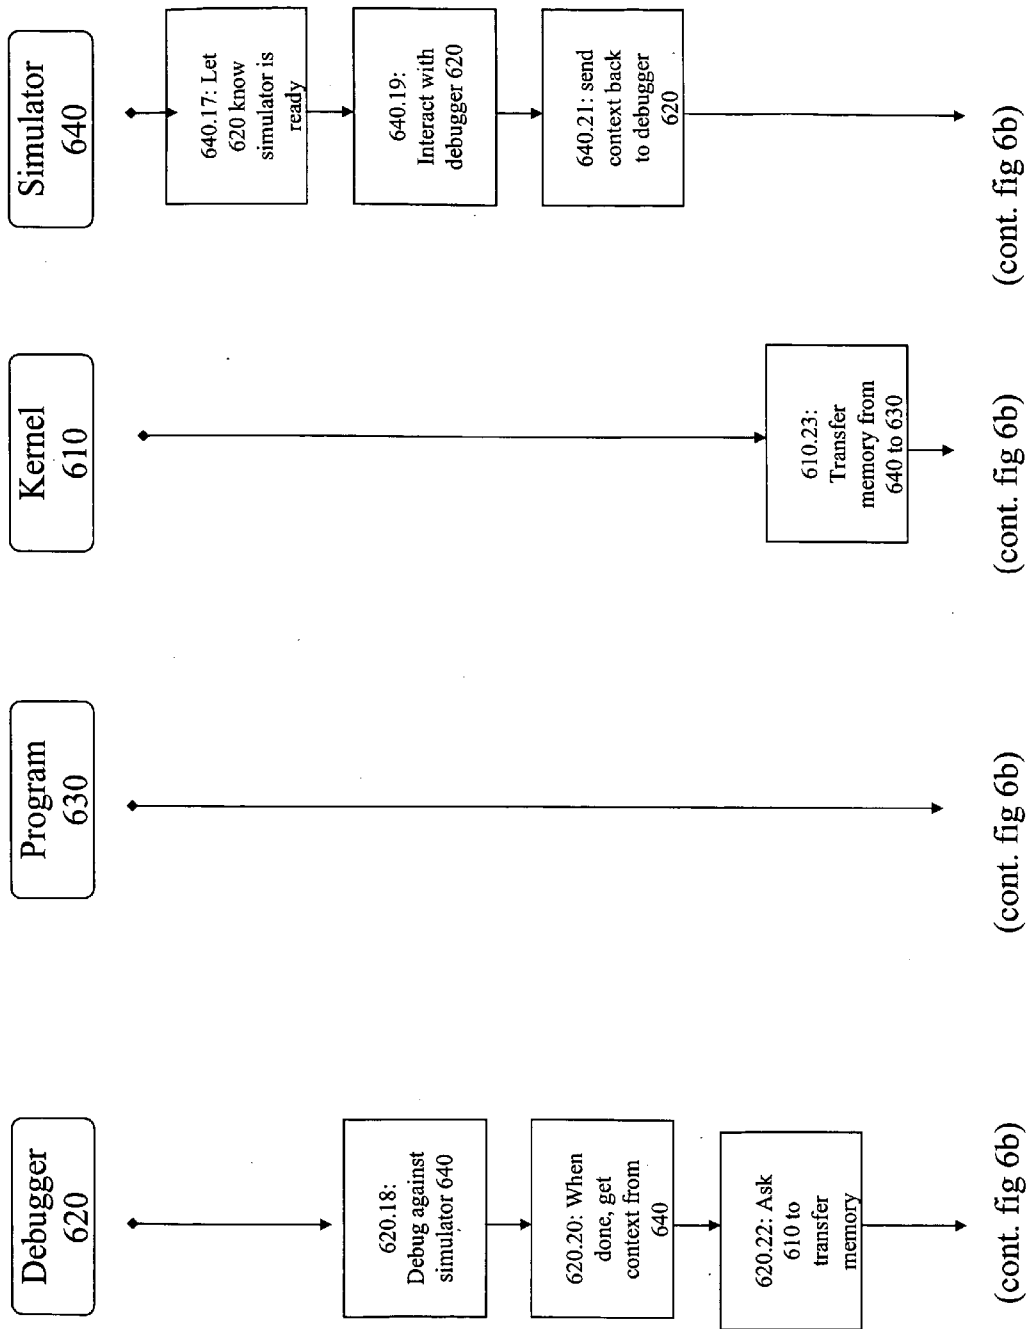 Debugger
620
620.18:
Debug against
simulator 640
620.20: When
done, get
context from
640
620.22: Ask
610 to
transfer
memory
(cont. fig 6b)
Program
630
(cont. fig 6b)
Kernel
610
610.23:
Transfer
memory from
640 to 630
(cont. fig 6b)
Simulator
640
640.17: Let
620 know
simulator is
ready
640.19:
Interact with
debugger 620
640.21: send
context back
to debugger
620
(cont. fig 6b)